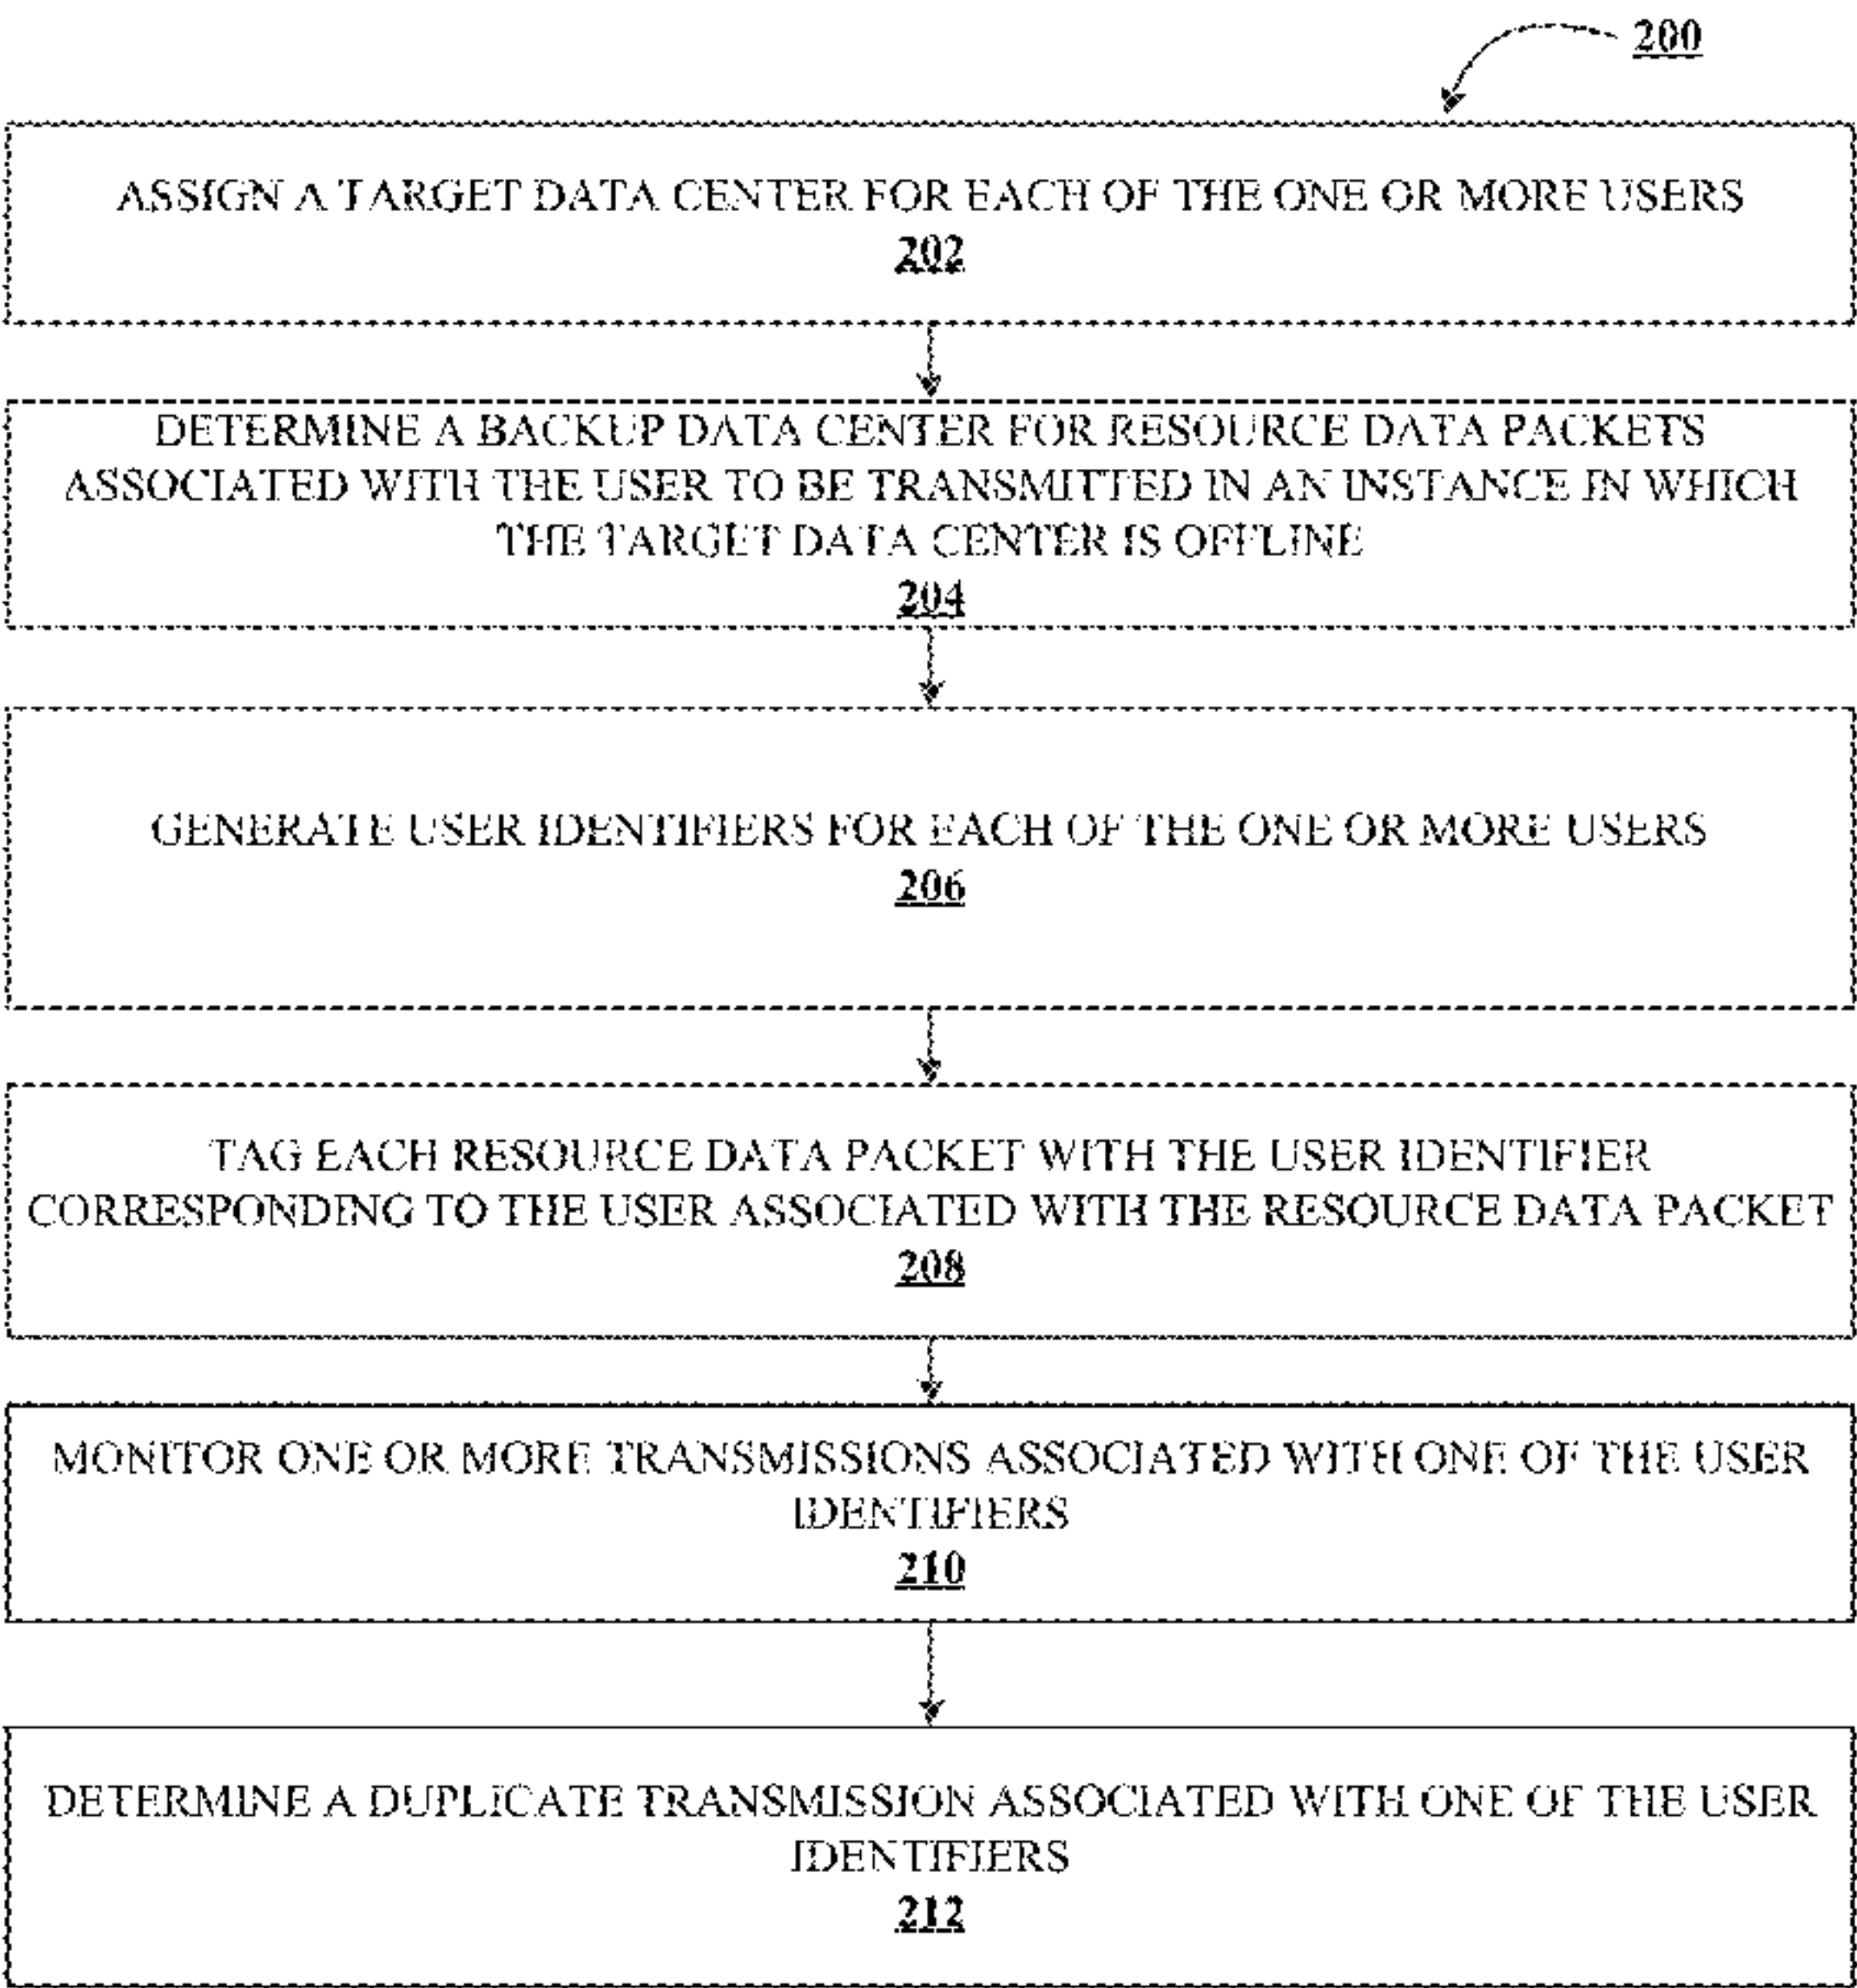 200
ASSIGN A TARGET DATA CENTER FOR EACH OF THE ONE OR MORE USERS
202
DETERMINE A BACKUP DATA CENTER FOR RESOURCE DATA PACKETS
ASSOCIATED WITH THE USER TO BE TRANSMITTED IN AN INSTANCE IN WHICH
THE TARGET DATA CENTER IS OFFLINE
204
GENERATE USER IDENTIFIERS FOR EACH OF THE ONE OR MORE USERS
206
TAG EACH RESOURCE DATA PACKET WITH THE USER IDENTIFIER
CORRESPONDING TO THE USER ASSOCIATED WITH THE RESOURCE DATA PACKET
208
MONITOR ONE OR MORE TRANSMISSIONS ASSOCIATED WITH ONE OF THE USER
IDENTIFIERS
210
DETERMINE A DUPLICATE TRANSMISSION ASSOCIATED WITH ONE OF THE USER
IDENTIFIERS
212